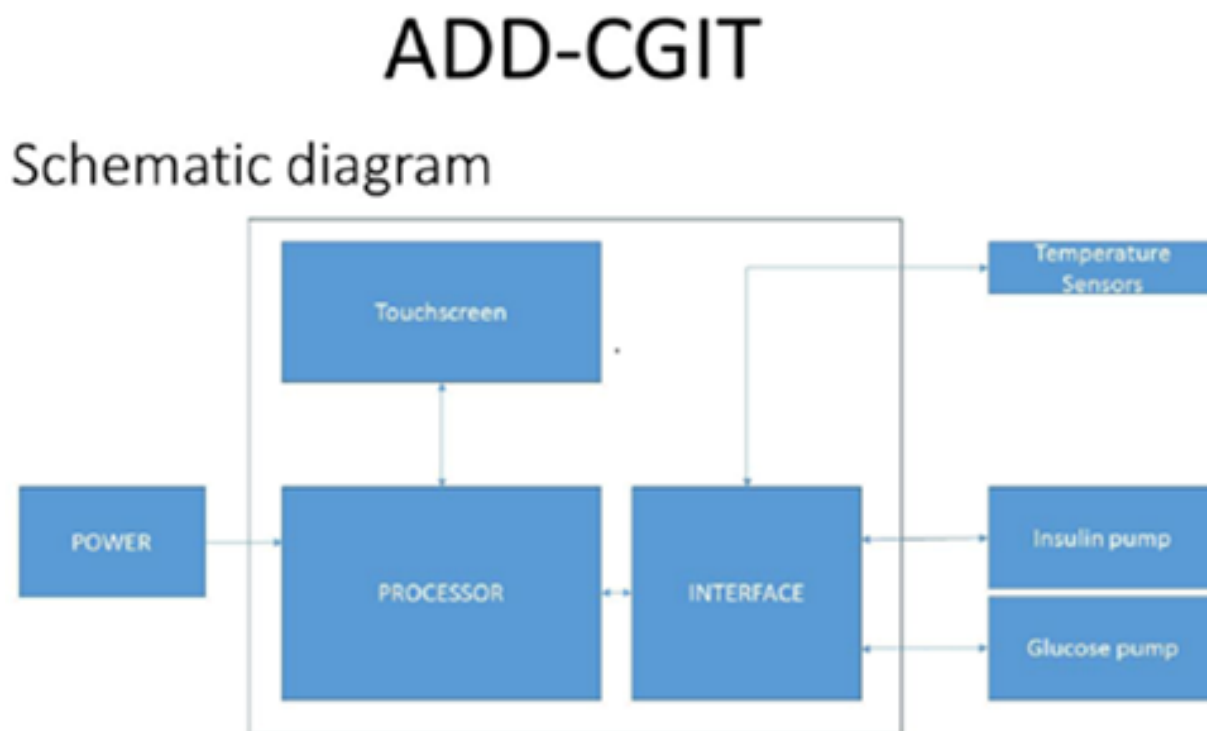 ADD-CGIT
Schematic diagram
Touchscreen
Temperature
Sensors
POWER
PROCESSOR
INTERFACE
Insulin pump
Glucose pump